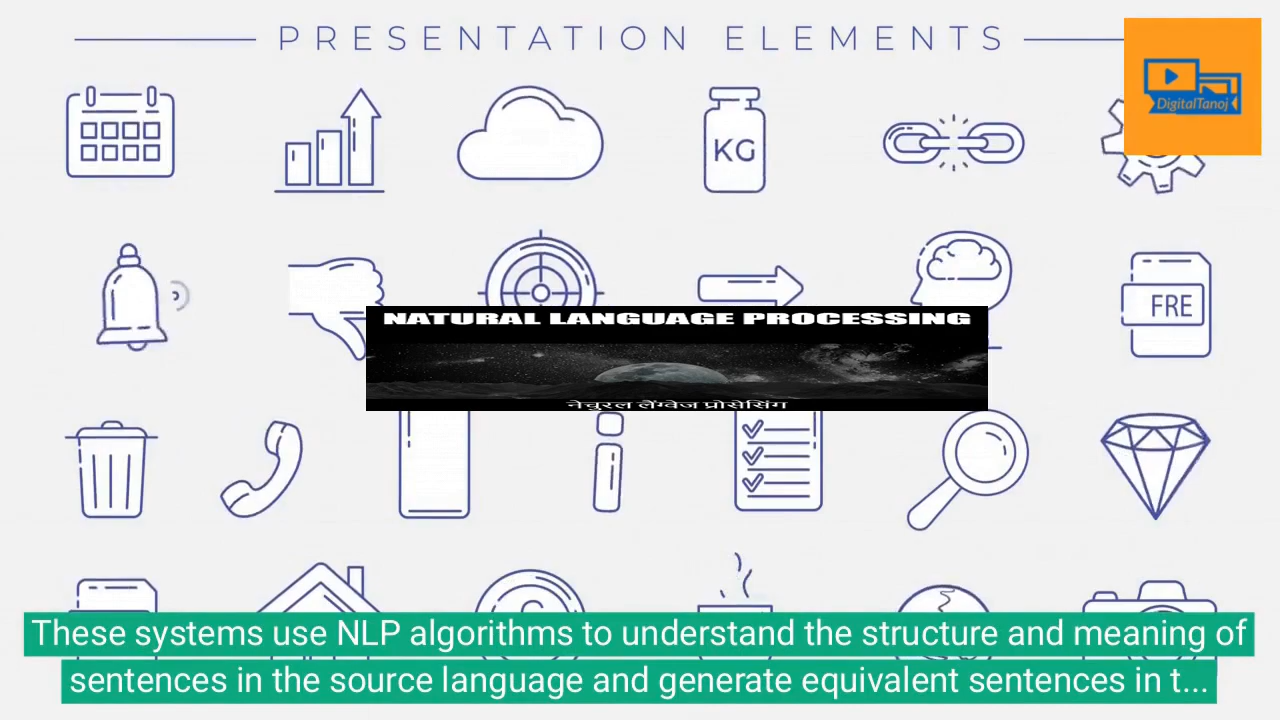 PRESENTATION ELEMENTS
DigitalTanoj
KG
FRE
NATURAL LANGUAGE PROCESSING
नेचुरल लैंग्वेज प्रोसेसिंग
These systems use NLP algorithms to understand the structure and meaning of
sentences in the source language and generate equivalent sentences in t...